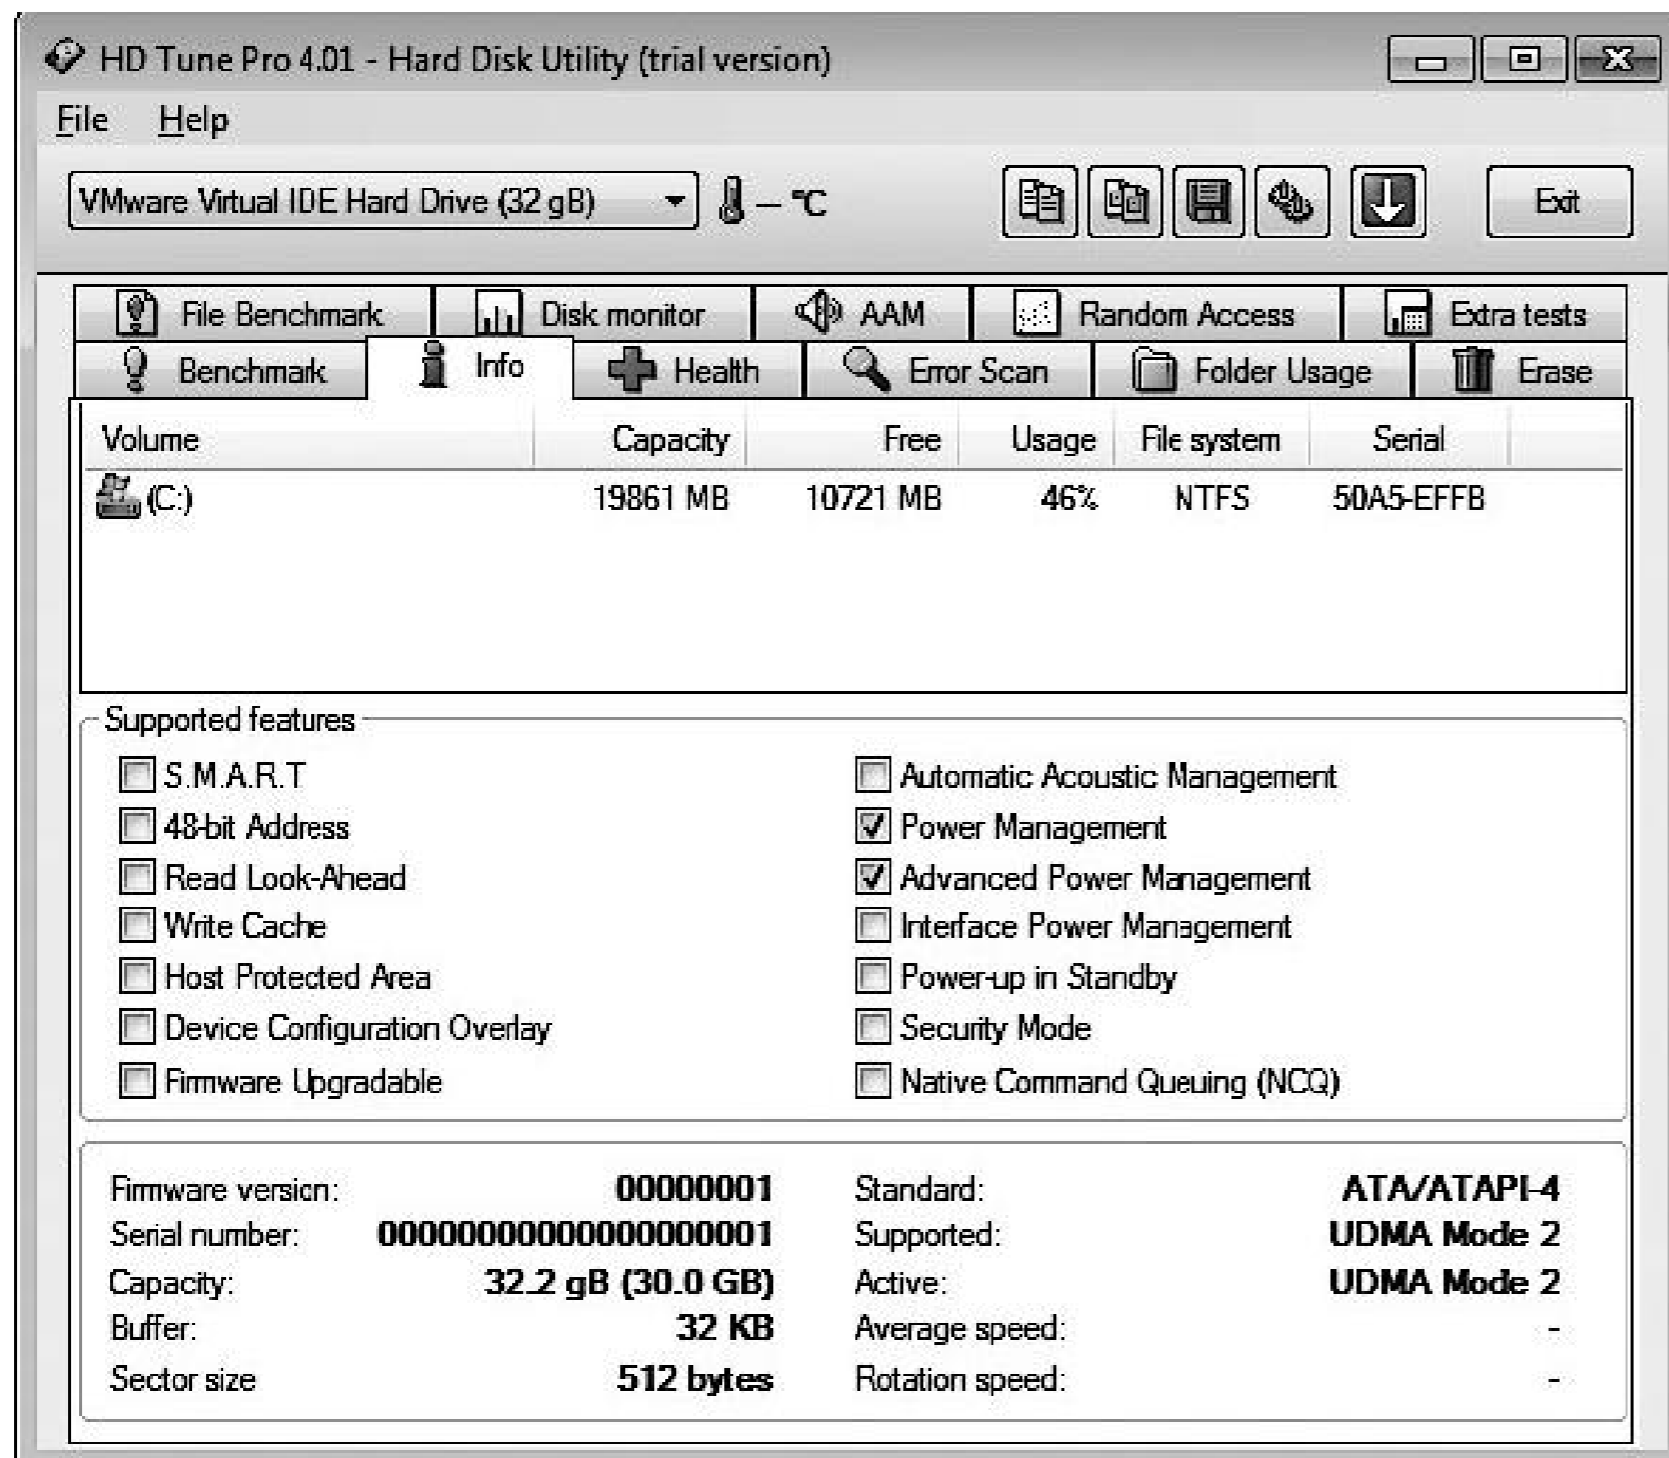 HD Tune Pro 4.01 - Hard Disk Utility (trial version)
File Help
VMware Virtual IDE Hard Drive (32 gB) – °C Exit
File Benchmark Disk monitor AAM Random Access Extra tests
Benchmark Info Health Error Scan Folder Usage Erase
Volume Capacity Free Usage File system Serial
(C:) 19861 MB 10721 MB 46% NTFS 50A5-EFFB
Supported features
S.M.A.R.T Automatic Acoustic Management
48-bit Address Power Management
Read Look-Ahead Advanced Power Management
Write Cache Interface Power Management
Host Protected Area Power-up in Standby
Device Configuration Overlay Security Mode
Firmware Upgradable Native Command Queuing (NCQ)
Firmware version: 00000001 Standard: ATA/ATAPI-4
Serial number: 00000000000000000001 Supported: UDMA Mode 2
Capacity: 32.2 gB (30.0 GB) Active: UDMA Mode 2
Buffer: 32 KB Average speed: -
Sector size 512 bytes Rotation speed: -